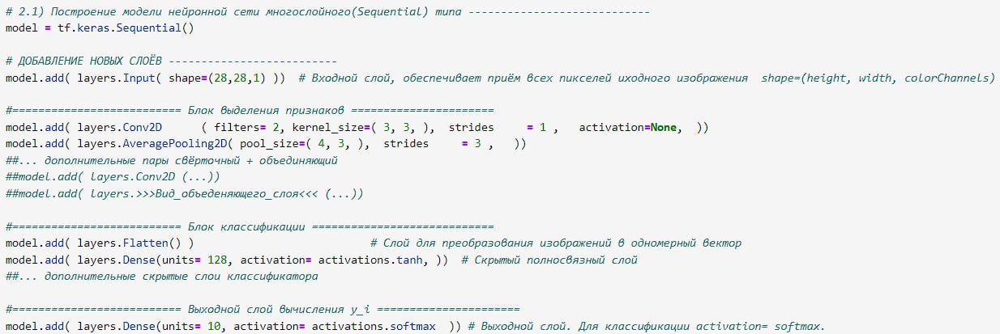 # 2.1) Построение модели нейронной сети многослойного(Sequential) типа ----------------------------
model = tf.keras.Sequential()
# ДОБАВЛЕНИЕ НОВЫХ СЛОЁВ --------------------------
model.add( layers.Input( shape=(28,28,1) ))  # Входной слой, обеспечивает приём всех пикселей иходного изображения  shape=(height, width, colorChannels)
#========================== Блок выделения признаков ======================
model.add( layers.Conv2D      ( filters= 2, kernel_size=( 3, 3, ),  strides     = 1 ,   activation=None,  ))
model.add( layers.AveragePooling2D( pool_size=( 4, 3, ),  strides     = 3 ,   ))
##... дополнительные пары свёрточный + объединяющий
##model.add( layers.Conv2D (...))
##model.add( layers.>>>Вид_объеденяющего_слоя<<< (...))
#========================== Блок классификации ============================
model.add( layers.Flatten() )                           # Слой для преобразования изображений в одномерный вектор
model.add( layers.Dense(units= 128, activation= activations.tanh, ))  # Скрытый полносвязный слой
##... дополнительные скрытые слои классификатора
#========================== Выходной слой вычисления y_i ======================
model.add( layers.Dense(units= 10, activation= activations.softmax  )) # Выходной слой. Для классификации activation= softmax.